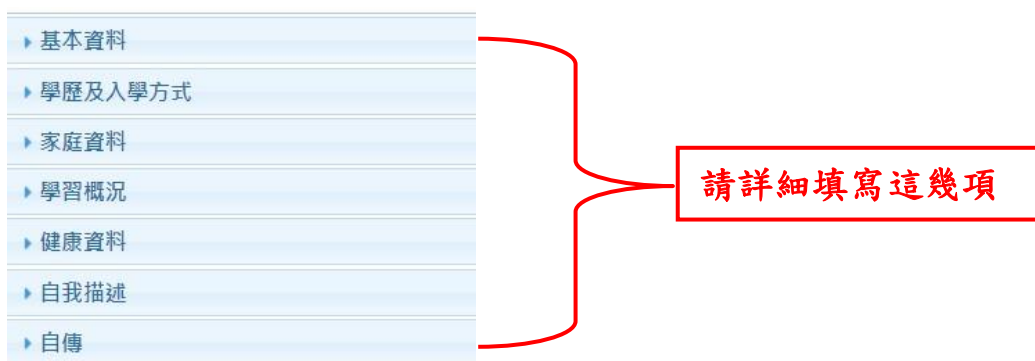 基本資料
學歷及入學方式
家庭資料
學習概況
健康資料
自我描述
自傳
請詳細填寫這幾項